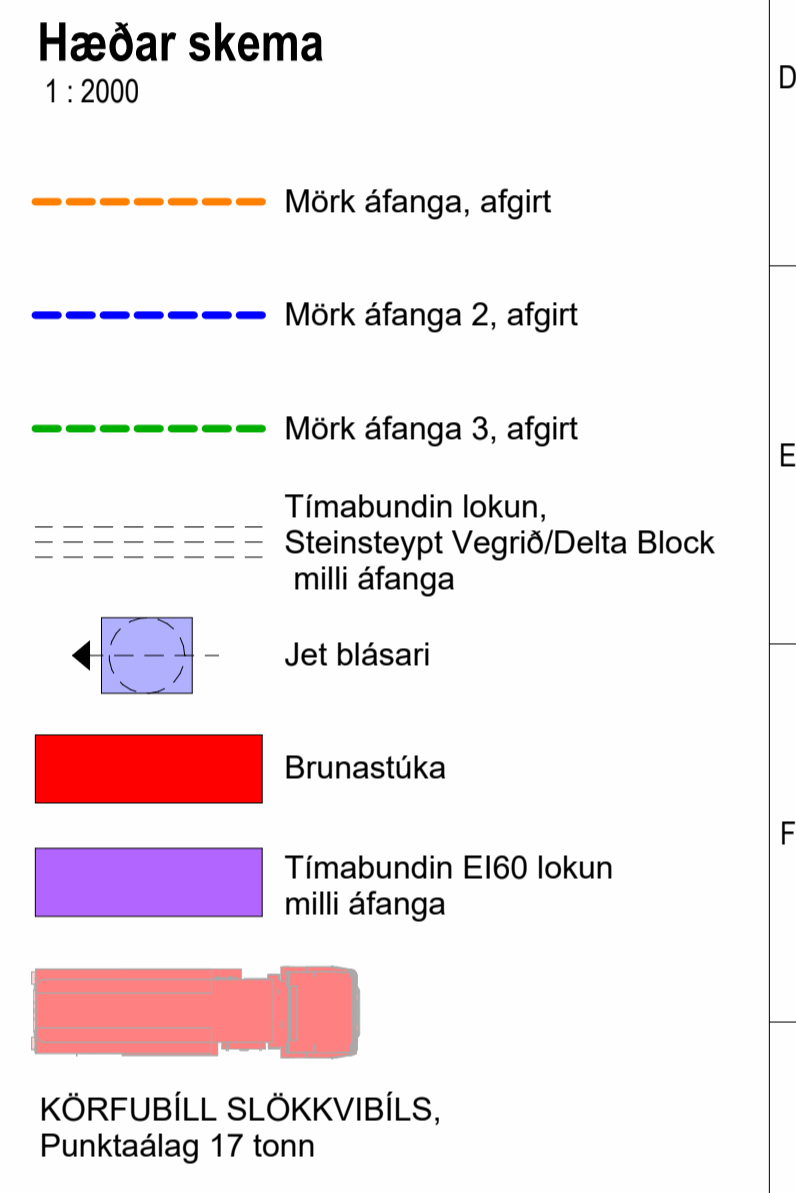 Hæðar skema
1 : 2000
Mörk áfanga, afgirt
Mörk áfanga 2, afgirt
Mörk áfanga 3, afgirt
Tímabundin lokun,
Steinsteypt Vegrið/Delta Block
milli áfanga
Jet blásari
Brunastúka
Tímabundin EI60 lokun
milli áfanga
KÖRFUBÍLL SLÖKKVIBÍLS,
Punktaálag 17 tonn
D
E
F